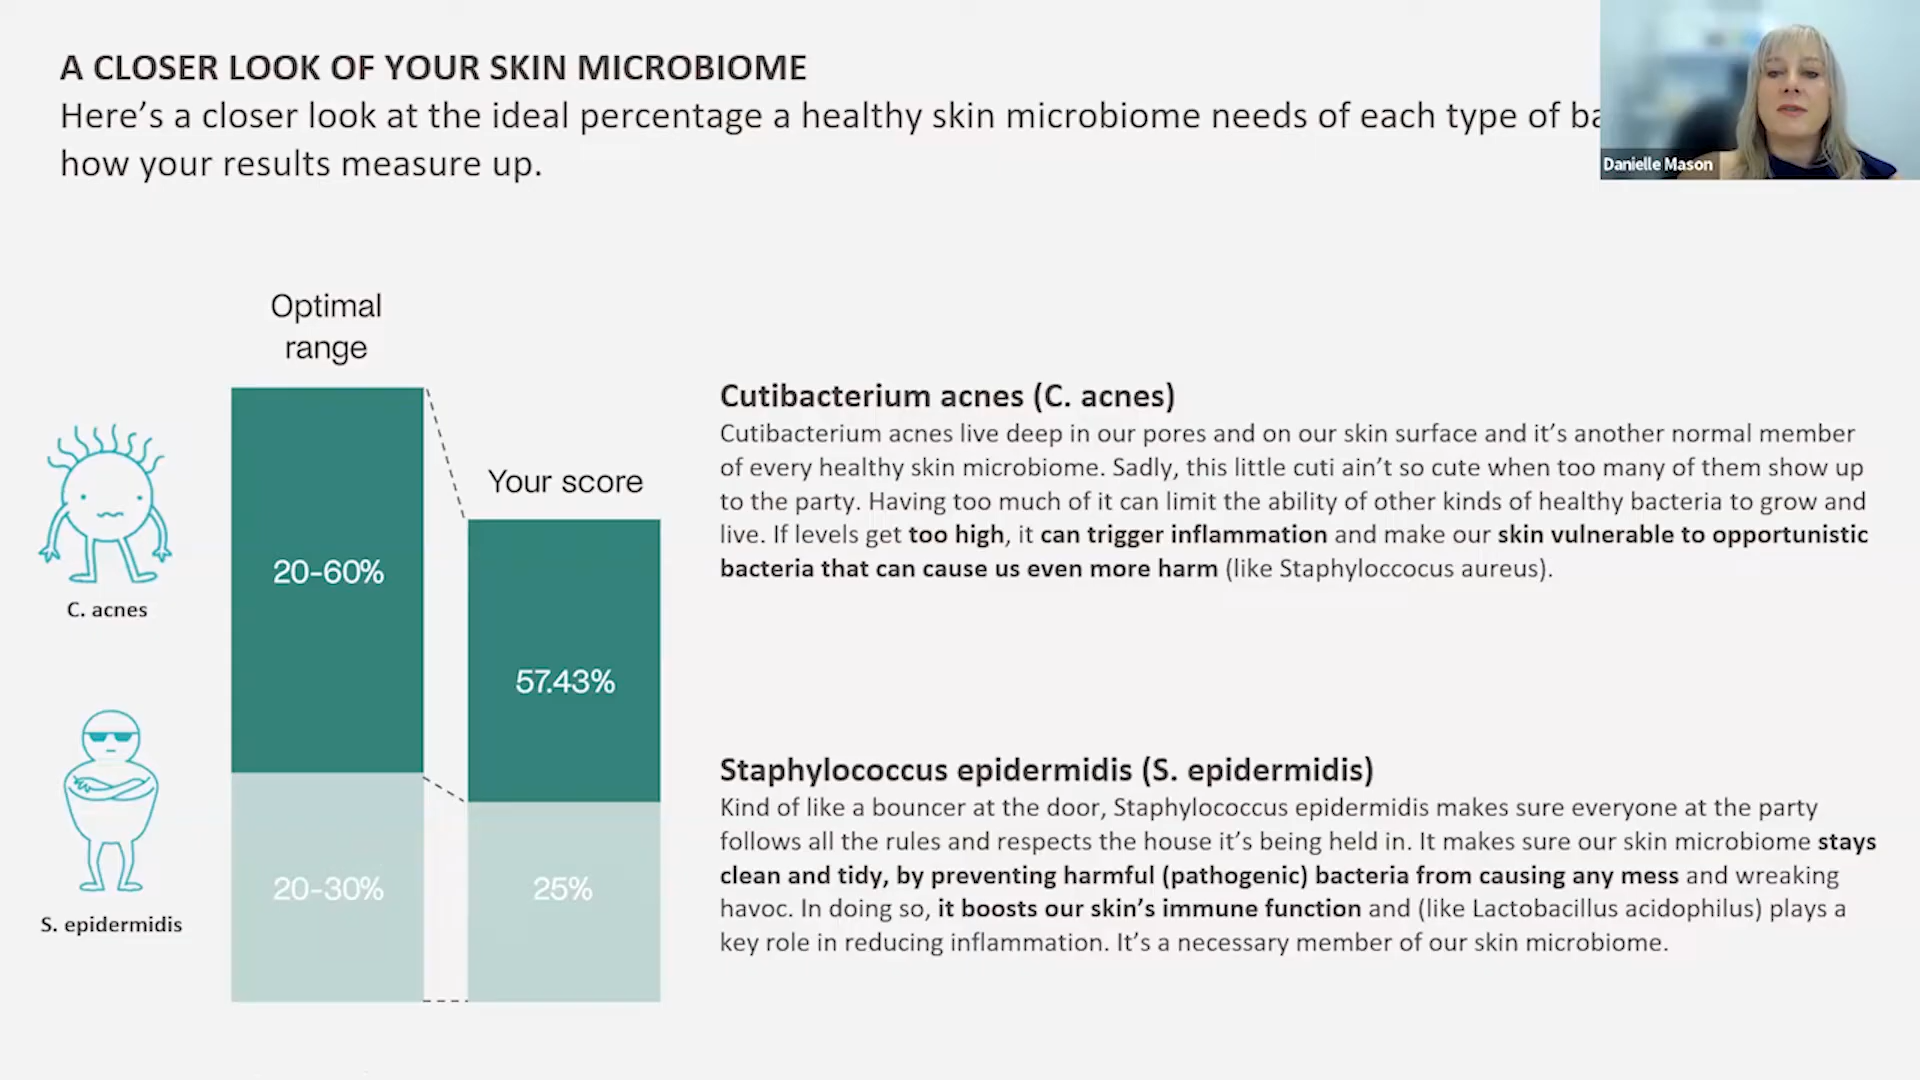 A CLOSER LOOK OF YOUR SKIN MICROBIOME
Here’s a closer look at the ideal percentage a healthy skin microbiome needs of each type of
how your results measure up.
Danielle Mason
Optimal
range
Your score
20-60%
57.43%
20-30%
25%
C. acnes
S. epidermidis
Cutibacterium acnes (C. acnes)
Cutibacterium acnes live deep in our pores and on our skin surface and it’s another normal member
of every healthy skin microbiome. Sadly, this little cuti ain’t so cute when too many of them show up
to the party. Having too much of it can limit the ability of other kinds of healthy bacteria to grow and
live. If levels get too high, it can trigger inflammation and make our skin vulnerable to opportunistic
bacteria that can cause us even more harm (like Staphyloccocus aureus).
Staphylococcus epidermidis (S. epidermidis)
Kind of like a bouncer at the door, Staphylococcus epidermidis makes sure everyone at the party
follows all the rules and respects the house it’s being held in. It makes sure our skin microbiome stays
clean and tidy, by preventing harmful (pathogenic) bacteria from causing any mess and wreaking
havoc. In doing so, it boosts our skin’s immune function and (like Lactobacillus acidophilus) plays a
key role in reducing inflammation. It’s a necessary member of our skin microbiome.